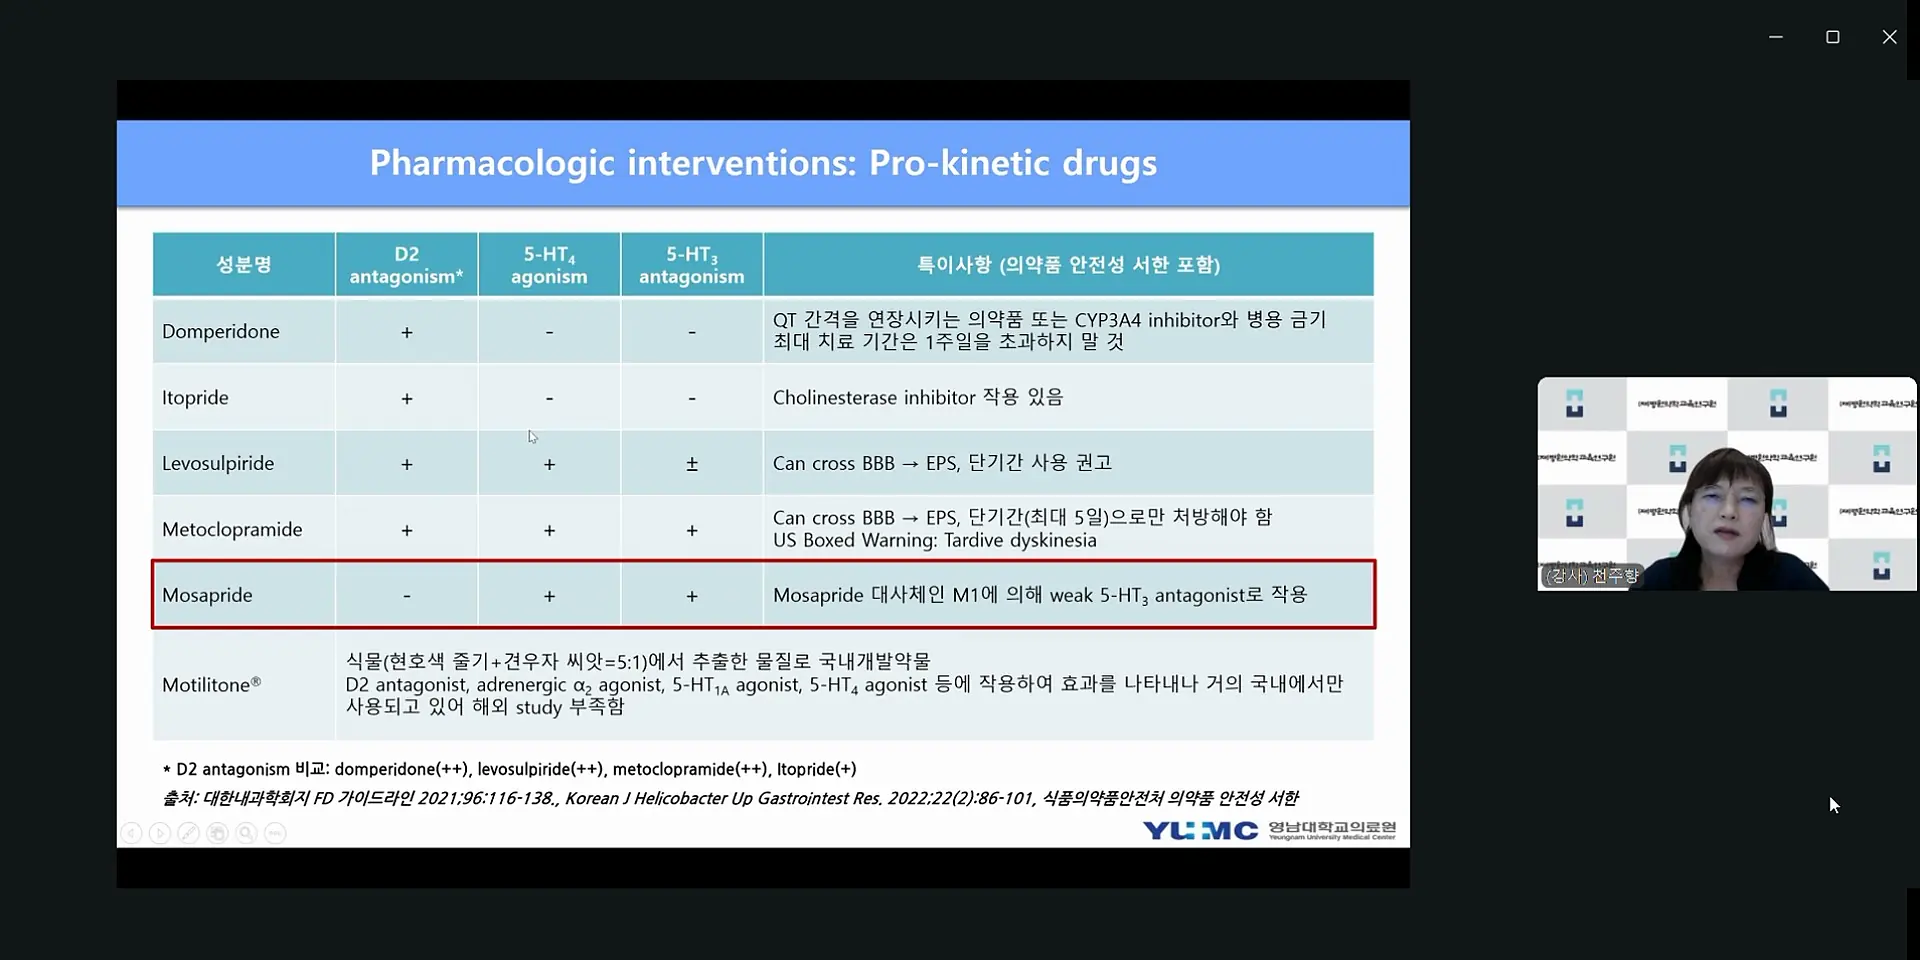 Pharmacologic interventions: Pro-kinetic drugs
성분명
D2
antagonism*
5-HT₄
agonism
5-HT₃
antagonism
특이사항 (의약품 안전성 서한 포함)
Domperidone
+
-
-
QT 간격을 연장시키는 의약품 또는 CYP3A4 inhibitor와 병용 금기
최대 치료 기간은 1주일을 초과하지 말 것
Itopride
+
-
-
Cholinesterase inhibitor 작용 있음
Levosulpiride
+
+
±
Can cross BBB → EPS, 단기간 사용 권고
Metoclopramide
+
+
+
Can cross BBB → EPS, 단기간(최대 5일)으로만 처방해야 함
US Boxed Warning: Tardive dyskinesia
Mosapride
-
+
+
Mosapride 대사체인 M1에 의해 weak 5-HT₃ antagonist로 작용
Motilitone®
식물(현호색 줄기+견우자 씨앗=5:1)에서 추출한 물질로 국내개발약물
D2 antagonist, adrenergic α₂ agonist, 5-HT₁A agonist, 5-HT₄ agonist 등에 작용하여 효과를 나타내나 거의 국내에서만
사용되고 있어 해외 study 부족함
* D2 antagonism 비교: domperidone(++), levosulpiride(++), metoclopramide(++), Itopride(+)
출처: 대한내과학회지 FD 가이드라인 2021;96:116-138., Korean J Helicobacter Up Gastrointest Res. 2022;22(2):86-101, 식품의약품안전처 의약품 안전성 서한
YUMC 영남대학교의료원
Yeungnam University Medical Center
(강사) 천주향